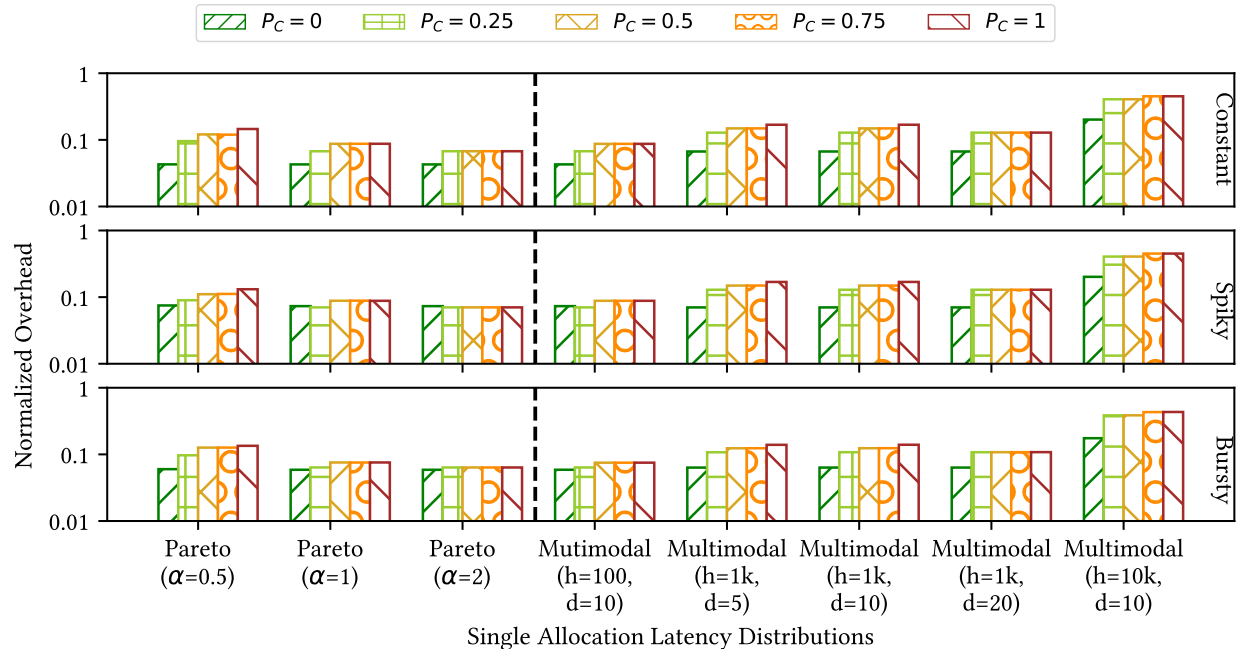 P_C = 0 P_C = 0.25 P_C = 0.5 P_C = 0.75 P_C = 1
Normalized Overhead
1
0.1
0.01
Constant
1
0.1
0.01
Spiky
1
0.1
0.01
Bursty
Pareto
(α=0.5)
Pareto
(α=1)
Pareto
(α=2)
Mutimodal
(h=100,
d=10)
Multimodal
(h=1k,
d=5)
Multimodal
(h=1k,
d=10)
Multimodal
(h=1k,
d=20)
Multimodal
(h=10k,
d=10)
Single Allocation Latency Distributions